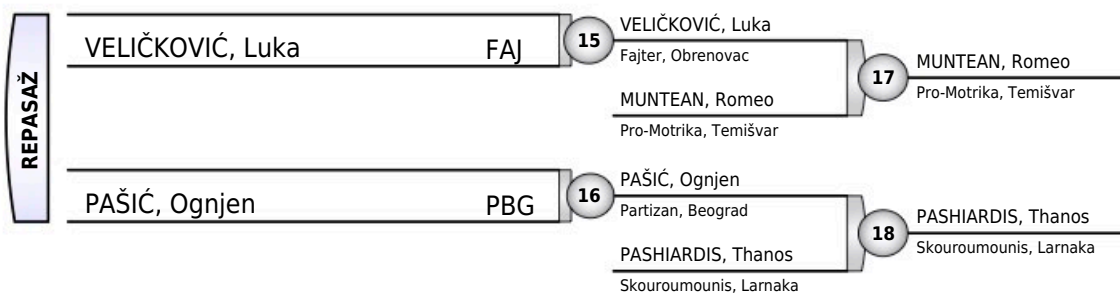 REPASAŽ
VELIČKOVIĆ, Luka FAJ
15
VELIČKOVIĆ, Luka
Fajter, Obrenovac
MUNTEAN, Romeo
Pro-Motrika, Temišvar
17
MUNTEAN, Romeo
Pro-Motrika, Temišvar
PAŠIĆ, Ognjen PBG
16
PAŠIĆ, Ognjen
Partizan, Beograd
PASHIARDIS, Thanos
Skouroumounis, Larnaka
18
PASHIARDIS, Thanos
Skouroumounis, Larnaka